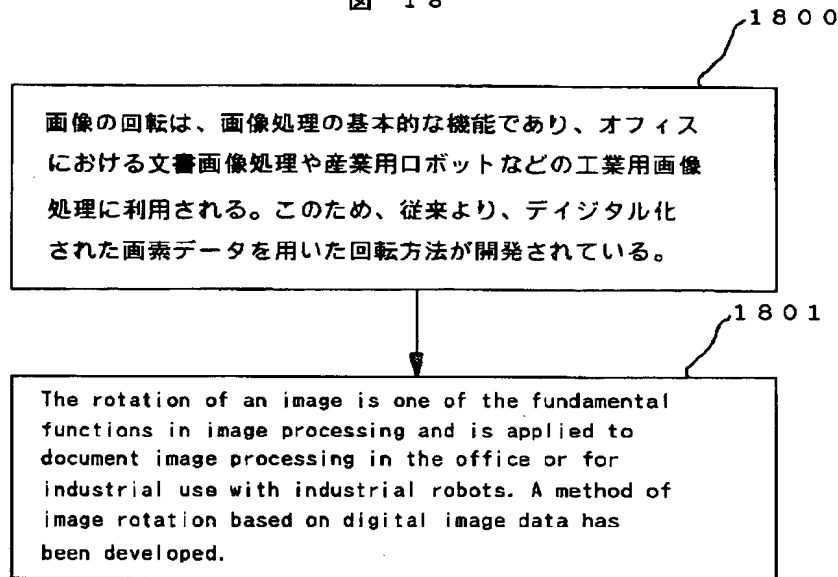 図 18
1800
画像の回転は、画像処理の基本的な機能であり、オフィス
における文書画像処理や産業用ロボットなどの工業用画像
処理に利用される。このため、従来より、デイジタル化
された画素データを用いた回転方法が開発されている。
1801
The rotation of an image is one of the fundamental
functions in image processing and is applied to
document image processing in the office or for
industrial use with industrial robots. A method of
image rotation based on digital image data has
been developed.